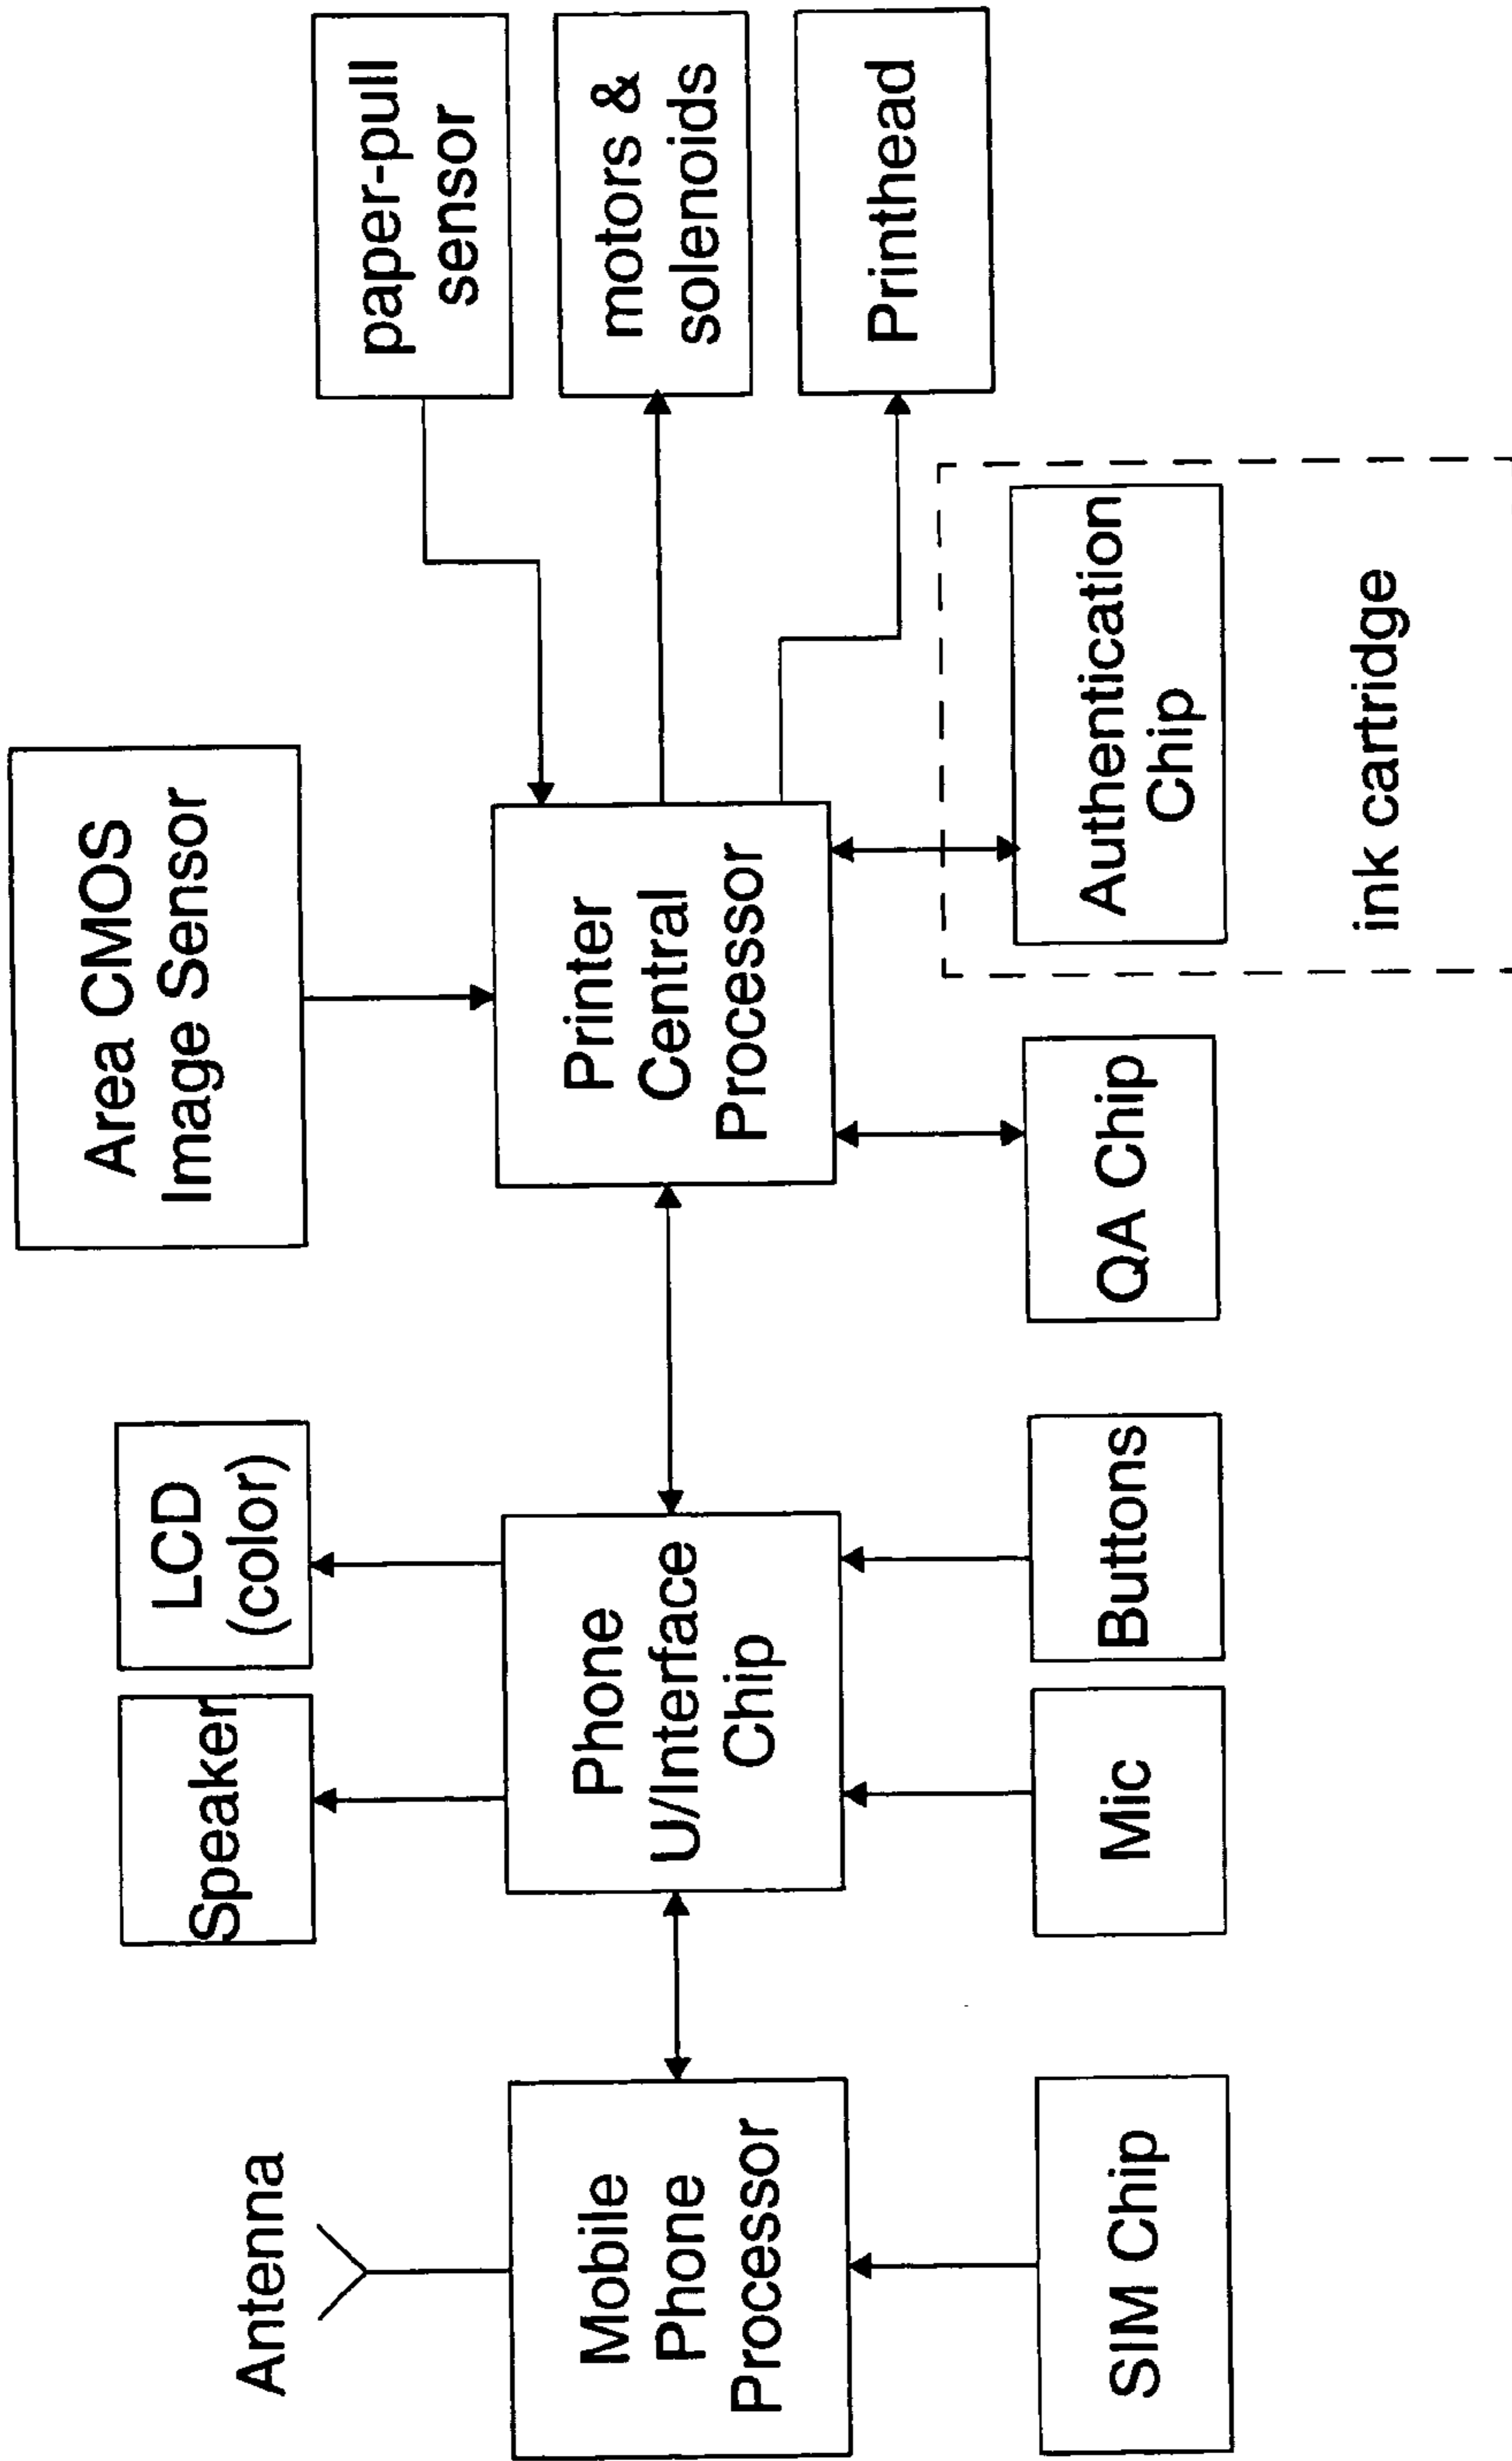 Antenna
Mobile
Phone
Processor
SIM Chip
Speaker
LCD
(color)
Phone
U/Interface
Chip
Mic
Buttons
Area CMOS
Image Sensor
Printer
Central
Processor
QA Chip
Authentication
Chip
ink cartridge
paper-pull
sensor
motors &
solenoids
Printhead